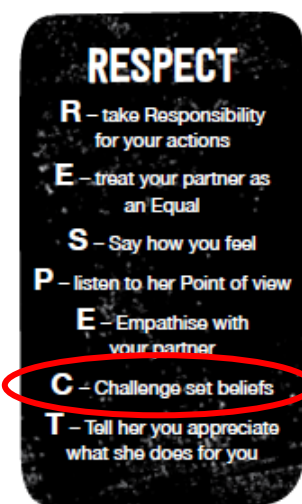 RESPECT
R – take Responsibility
for your actions
E – treat your partner as
an Equal
S – Say how you feel
P – listen to her Point of view
E – Empathise with
your partner
C – Challenge set beliefs
T – Tell her you appreciate
what she does for you